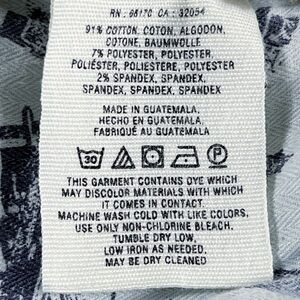 RN: 98170 CA: 32054
91% COTTON, COTON, ALGODON,
COTONE, BAUMWOLLE
7% POLYESTER, POLYESTER
POLIÉSTER, POLIESTERE, POLYESTER
2% SPANDEX, SPANDEX,
SPANDEX, SPANDEX, SPANDEX
MADE IN GUATEMALA,
HECHO EN GUATEMALA,
FABRIQUÉ AU GUATEMALA
30 P
THIS GARMENT CONTAINS DYE WHICH
MAY DISCOLOR MATERIALS WITH WHICH
IT COMES IN CONTACT.
MACHINE WASH COLD WITH LIKE COLORS,
USE ONLY NON-CHLORINE BLEACH.
TUMBLE DRY LOW,
LOW IRON AS NEEDED,
MAY BE DRY CLEANED